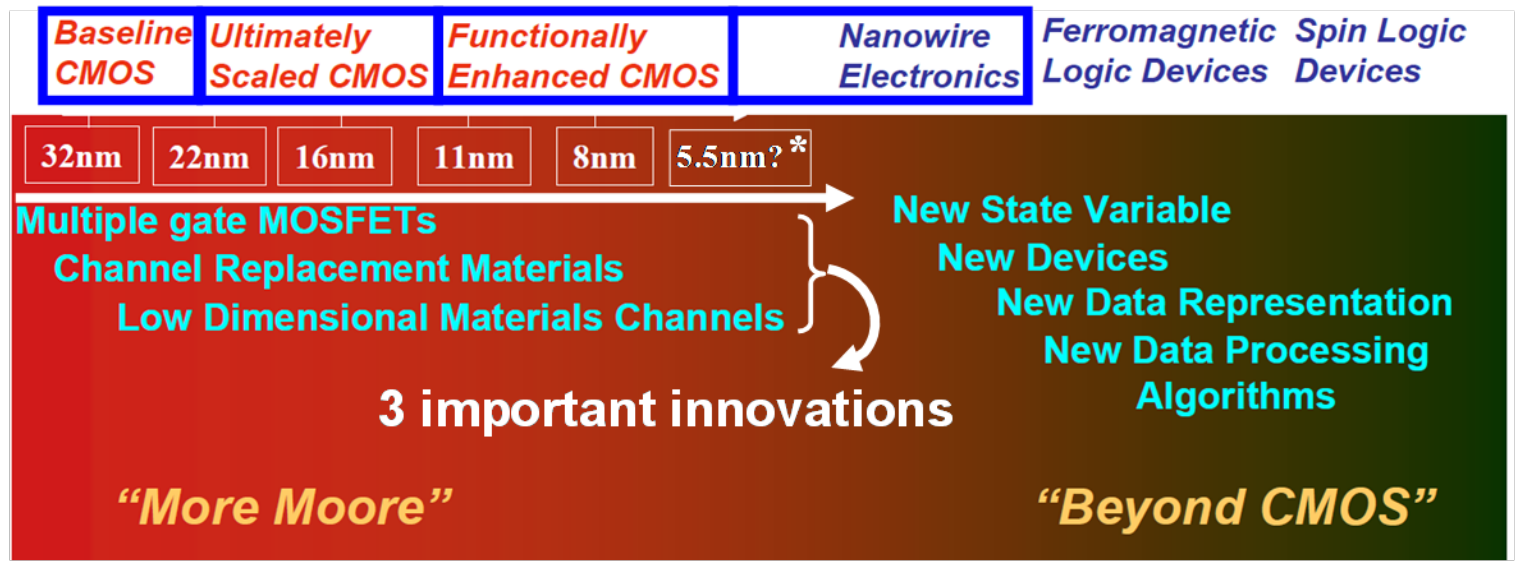 Baseline
CMOS
Ultimately
Scaled CMOS
Functionally
Enhanced CMOS
Nanowire
Electronics
Ferromagnetic
Logic Devices
Spin Logic
Devices
32nm
22nm
16nm
11nm
8nm
5.5nm? *
Multiple gate MOSFETs
Channel Replacement Materials
Low Dimensional Materials Channels
3 important innovations
New State Variable
New Devices
New Data Representation
New Data Processing
Algorithms
“More Moore”
“Beyond CMOS”